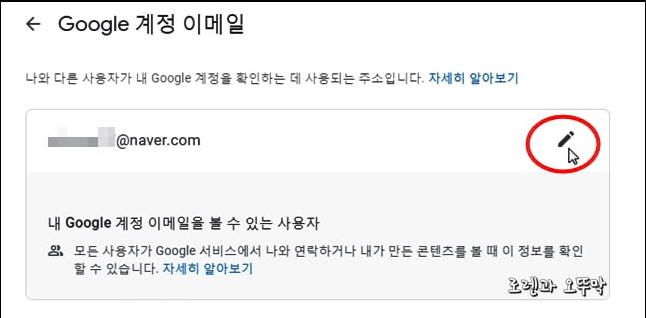 ← Google 계정 이메일
나와 다른 사용자가 내 Google 계정을 확인하는 데 사용되는 주소입니다. 자세히 알아보기
@naver.com
내 Google 계정 이메일을 볼 수 있는 사용자
모든 사용자가 Google 서비스에서 나와 연락하거나 내가 만든 콘텐츠를 볼 때 이 정보를 확인
할 수 있습니다. 자세히 알아보기
오뚜막